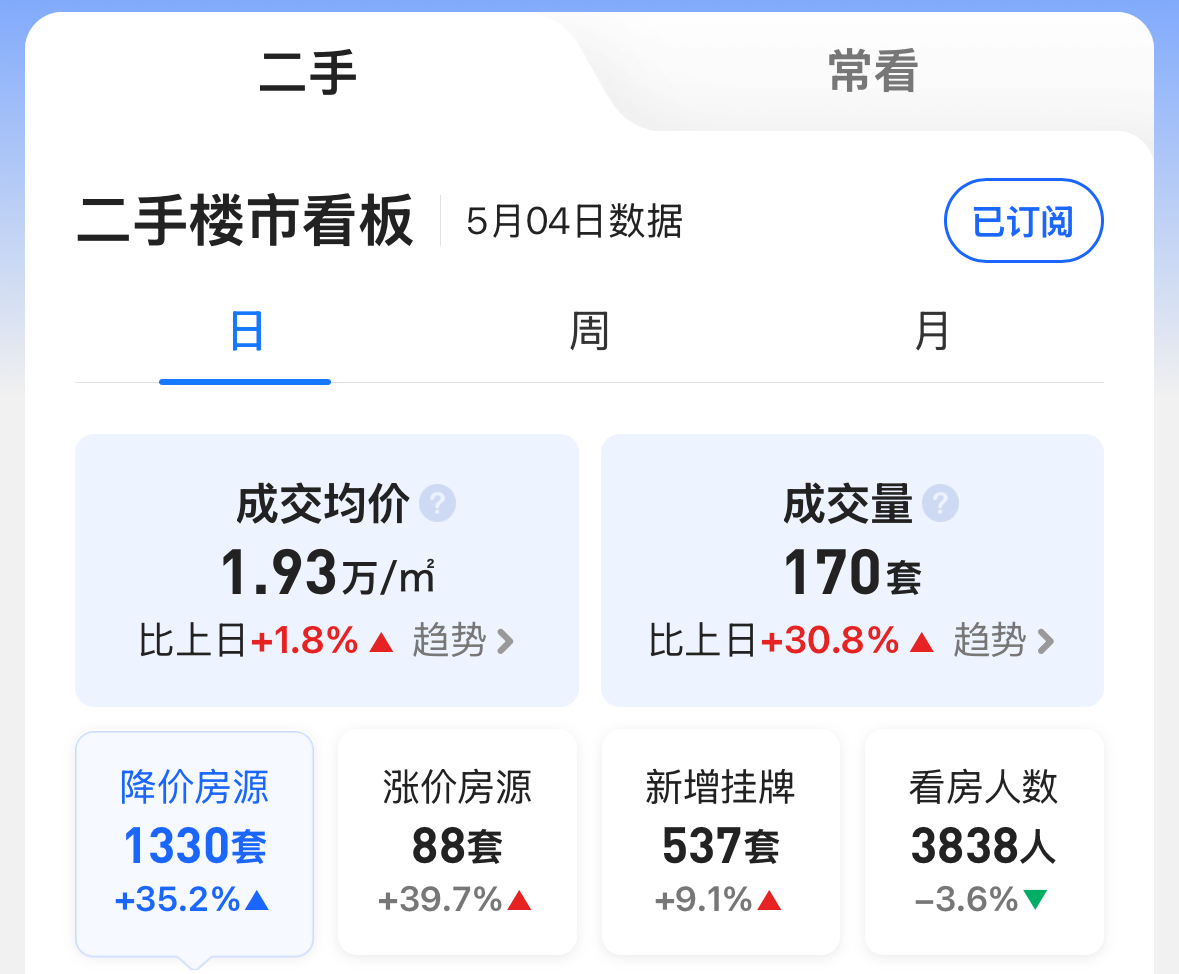 二手 常看
二手楼市看板 5月04日数据 已订阅
日 周 月
成交均价 ? 成交量 ?
1.93万/㎡ 170套
比上日+1.8%▲ 趋势 > 比上日+30.8%▲ 趋势 >
降价房源 涨价房源 新增挂牌 看房人数
1330套 88套 537套 3838人
+35.2%▲ +39.7%▲ +9.1%▲ -3.6%▼